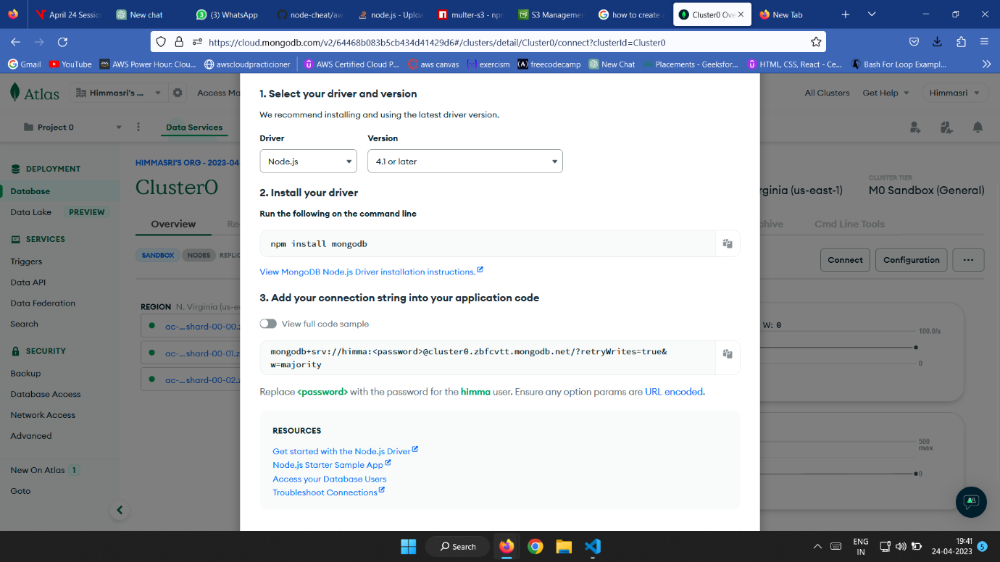 April 24 Session
New chat
(3) WhatsApp
node-cheat/aw
node.js - Uplo
multer-s3 - npm
S3 Managemen
how to create a
Cluster0 Ove
New Tab
https://cloud.mongodb.com/v2/64468b083b5cb434d41429d6#/clusters/detail/Cluster0/connect?clusterId=Cluster0
Gmail
YouTube
AWS Power Hour: Clou...
awscloudpracticioner
AWS Certified Cloud P...
aws canvas
exercism
freecodecamp
New Chat
Placements - Geeksfor...
HTML, CSS, React - Ce...
Bash For Loop Exampl...
Atlas
Himmasri's ...
Access Ma
All Clusters
Get Help
Himmasri
Project 0
Data Services
DEPLOYMENT
Database
Data Lake
PREVIEW
SERVICES
Triggers
Data API
Data Federation
Search
SECURITY
Backup
Database Access
Network Access
Advanced
New On Atlas 1
Goto
HIMMASRI'S ORG - 2023-04
Cluster0
Overview
Re
SANDBOX
NODES
REPLIC
REGION N. Virginia (us-ea
ac-...shard-00-00.z
ac-...shard-00-01.z
ac-...shard-00-02.z
1. Select your driver and version
We recommend installing and using the latest driver version.
Driver
Version
Node.js
4.1 or later
2. Install your driver
Run the following on the command line
npm install mongodb
View MongoDB Node.js Driver installation instructions.
3. Add your connection string into your application code
View full code sample
mongodb+srv://himma:<password>@cluster0.zbfcvtt.mongodb.net/?retryWrites=true&
w=majority
Replace <password> with the password for the himma user. Ensure any option params are URL encoded.
RESOURCES
Get started with the Node.js Driver
Node.js Starter Sample App
Access your Database Users
Troubleshoot Connections
CLUSTER TIER
rginia (us-east-1)
M0 Sandbox (General)
chive
Cmd Line Tools
Connect
Configuration
...
W: 0
100.0/s
0
500
max
0
Search
ENG
IN
19:41
24-04-2023
5